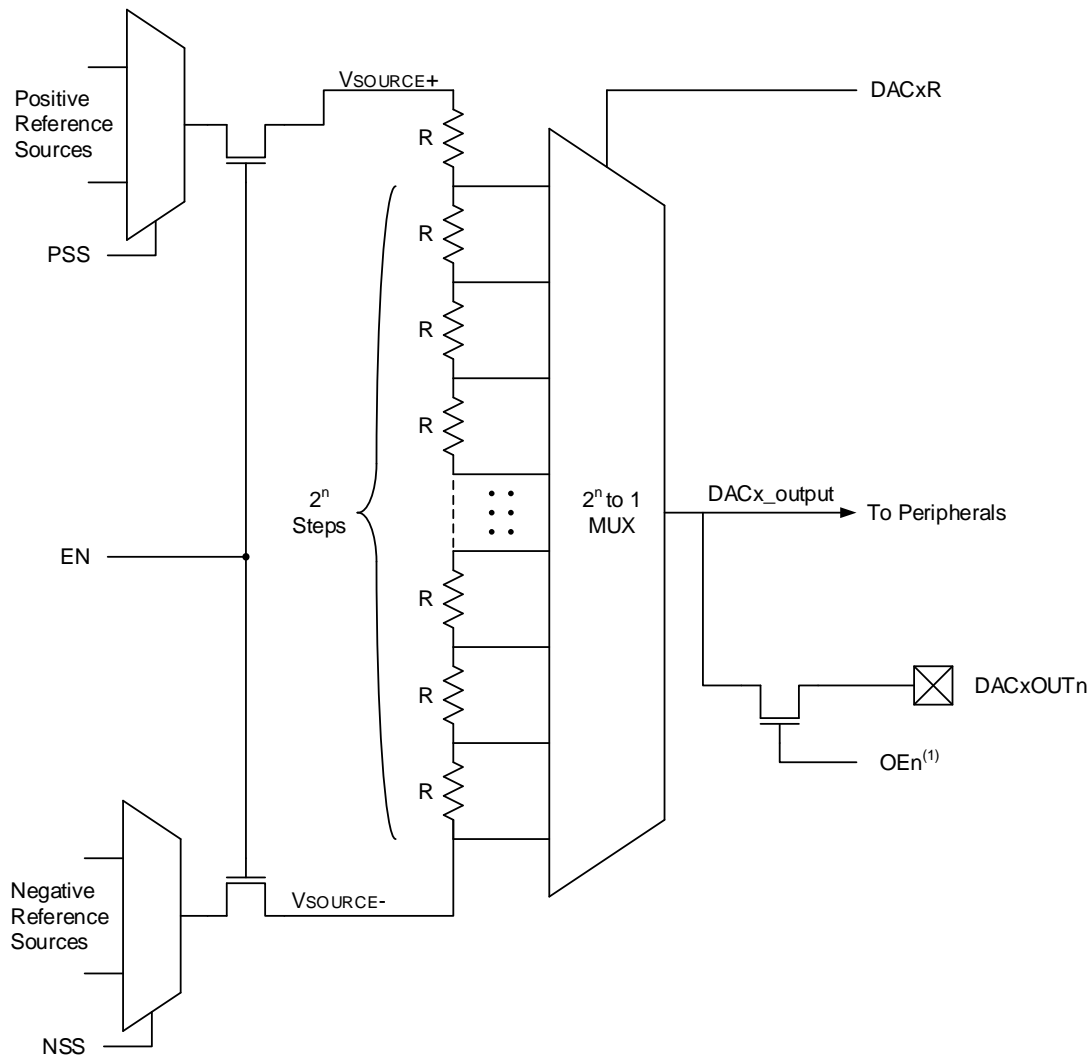 Positive
Reference
Sources
PSS
VSOURCE+
DACxR
R
R
R
R
2ⁿ
Steps
2ⁿ to 1
MUX
DACx_output
To Peripherals
EN
R
R
R
DACxOUTn
OEn⁽¹⁾
Negative
Reference
Sources
VSOURCE-
NSS